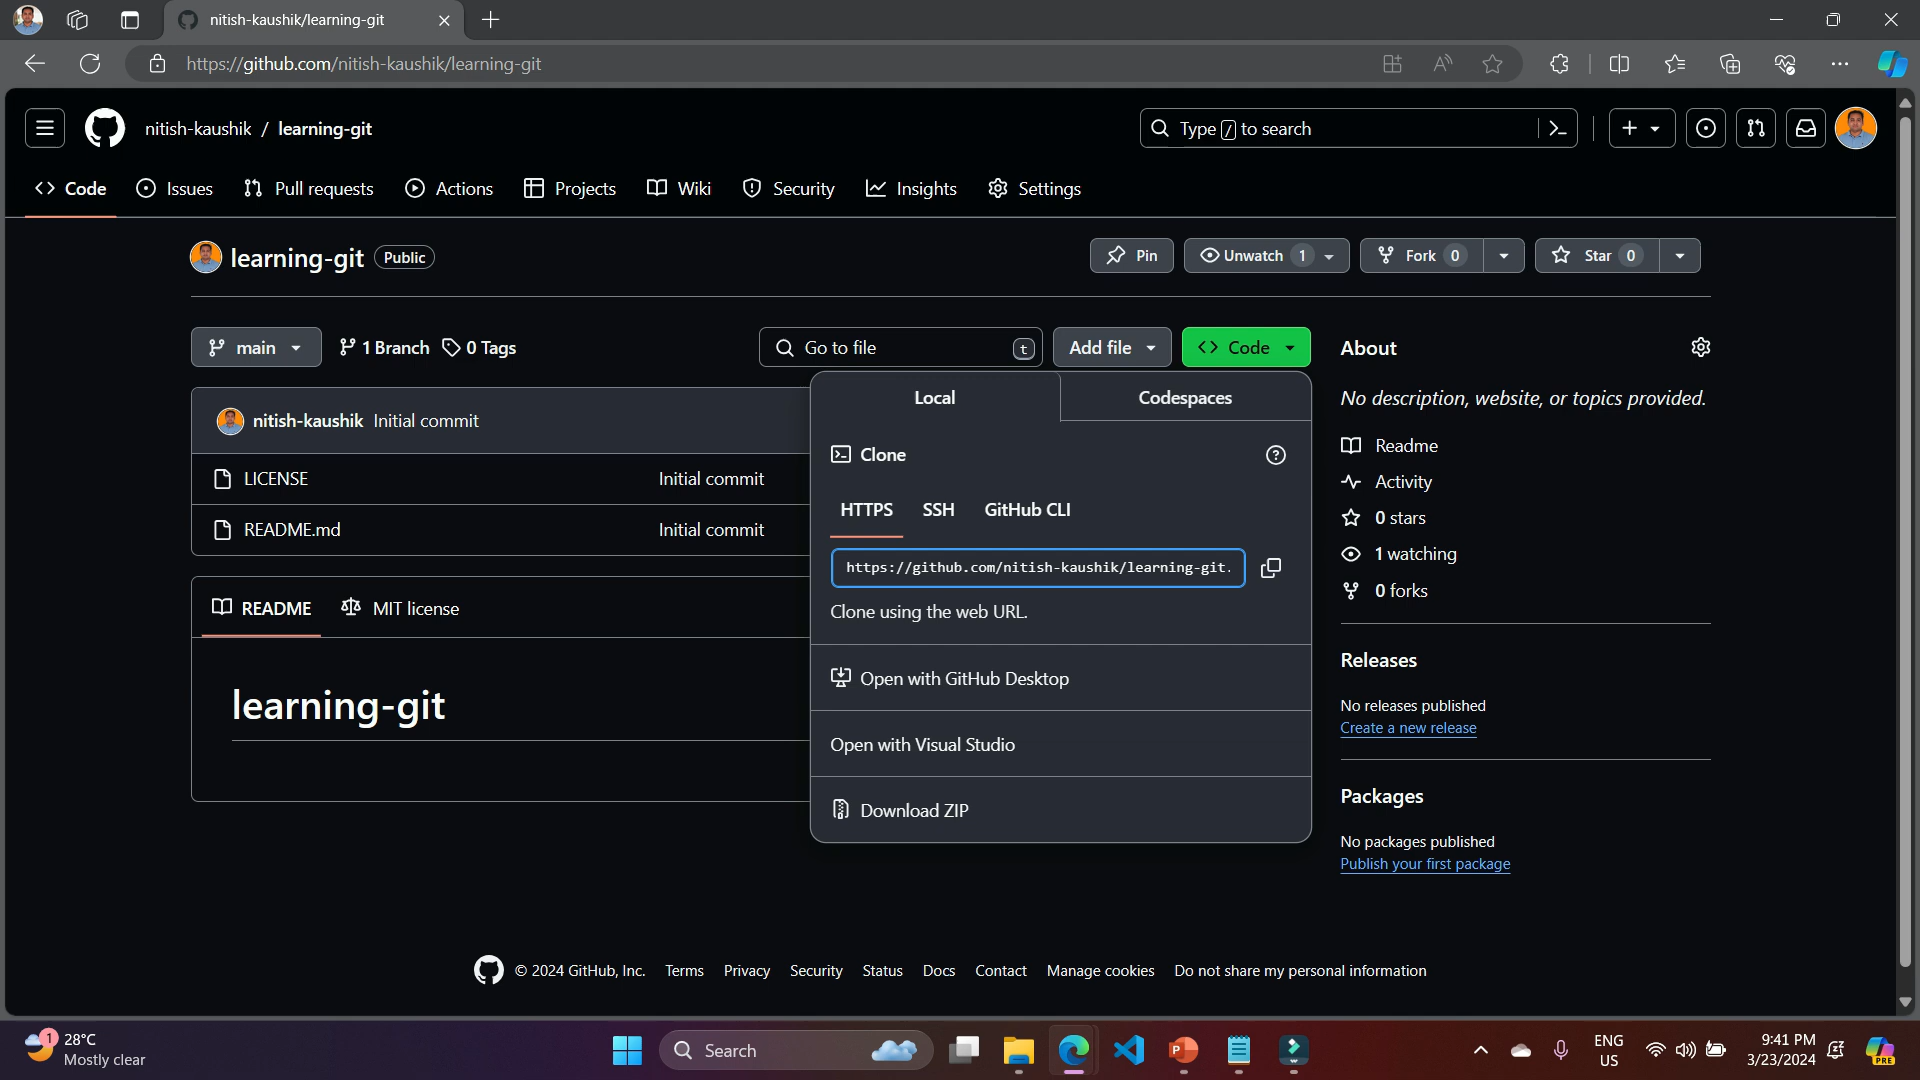 nitish-kaushik/learning-git
https://github.com/nitish-kaushik/learning-git
nitish-kaushik / learning-git
Type / to search
Code Issues Pull requests Actions Projects Wiki Security Insights Settings
learning-git Public
Pin Unwatch 1 Fork 0 Star 0
main 1 Branch 0 Tags Go to file t Add file Code
Local Codespaces
nitish-kaushik Initial commit
LICENSE Initial commit
README.md Initial commit
README MIT license
learning-git
Clone
HTTPS SSH GitHub CLI
https://github.com/nitish-kaushik/learning-git.
Clone using the web URL.
Open with GitHub Desktop
Open with Visual Studio
Download ZIP
About
No description, website, or topics provided.
Readme
Activity
0 stars
1 watching
0 forks
Releases
No releases published
Create a new release
Packages
No packages published
Publish your first package
© 2024 GitHub, Inc. Terms Privacy Security Status Docs Contact Manage cookies Do not share my personal information
1
28°C
Mostly clear
Search
P
ENG
US
9:41 PM
3/23/2024
PRE